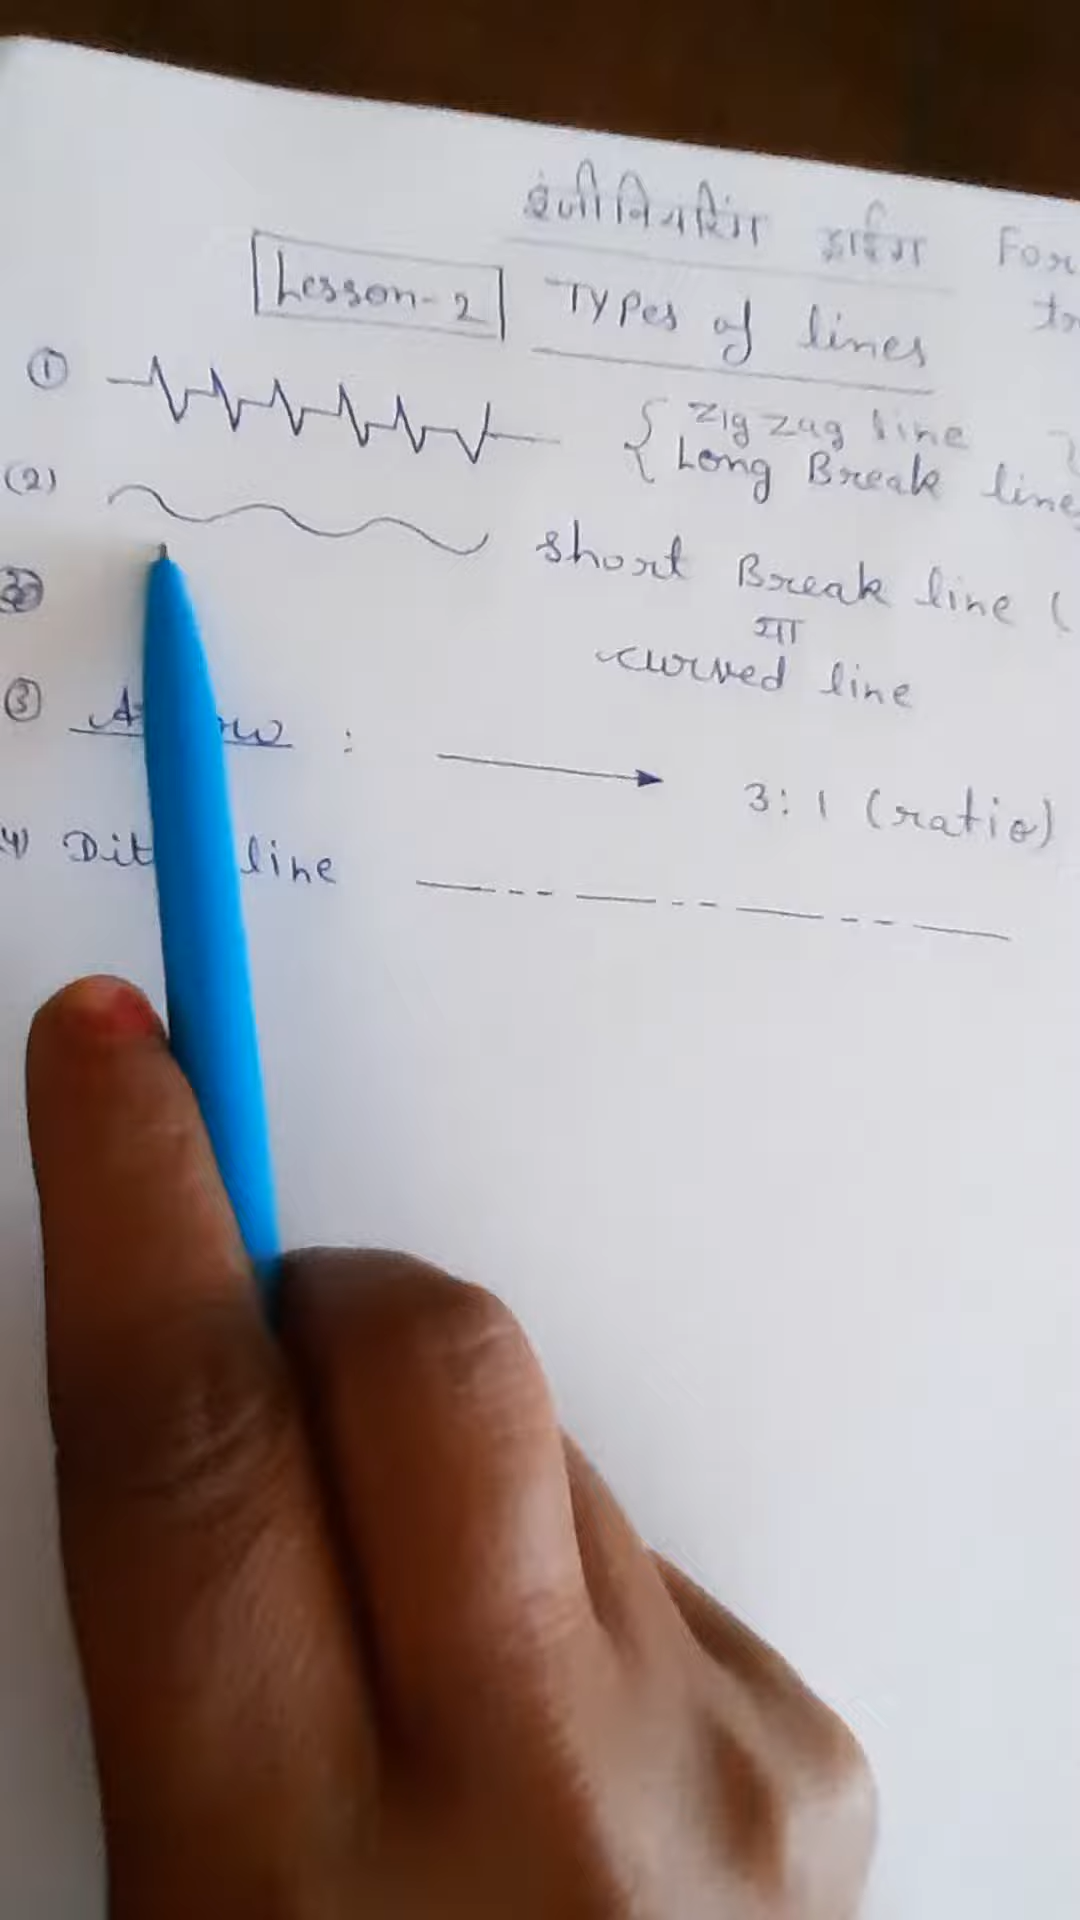 इंजीनियरिंग ड्राईंग For
Lesson-2 Types of lines
① { Zig zag line
{ Long Break lines
(2) short Break line (
या
curved line
③ : 3:1 (ratio)
line